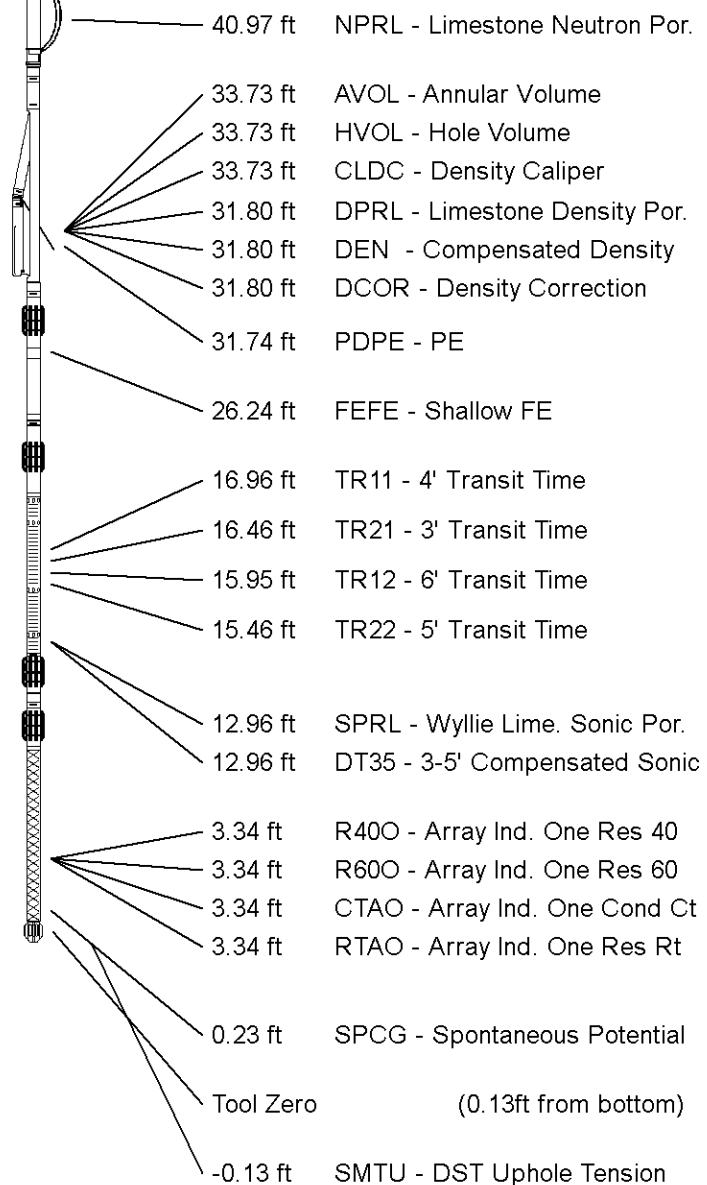 40.97 ft NPRL - Limestone Neutron Por.
33.73 ft AVOL - Annular Volume
33.73 ft HVOL - Hole Volume
33.73 ft CLDC - Density Caliper
31.80 ft DPRL - Limestone Density Por.
31.80 ft DEN - Compensated Density
31.80 ft DCOR - Density Correction
31.74 ft PDPE - PE
26.24 ft FEFE - Shallow FE
16.96 ft TR11 - 4' Transit Time
16.46 ft TR21 - 3' Transit Time
15.95 ft TR12 - 6' Transit Time
15.46 ft TR22 - 5' Transit Time
12.96 ft SPRL - Wyllie Lime. Sonic Por.
12.96 ft DT35 - 3-5' Compensated Sonic
3.34 ft R40O - Array Ind. One Res 40
3.34 ft R60O - Array Ind. One Res 60
3.34 ft CTAO - Array Ind. One Cond Ct
3.34 ft RTAO - Array Ind. One Res Rt
0.23 ft SPCG - Spontaneous Potential
Tool Zero (0.13ft from bottom)
-0.13 ft SMTU - DST Uphole Tension